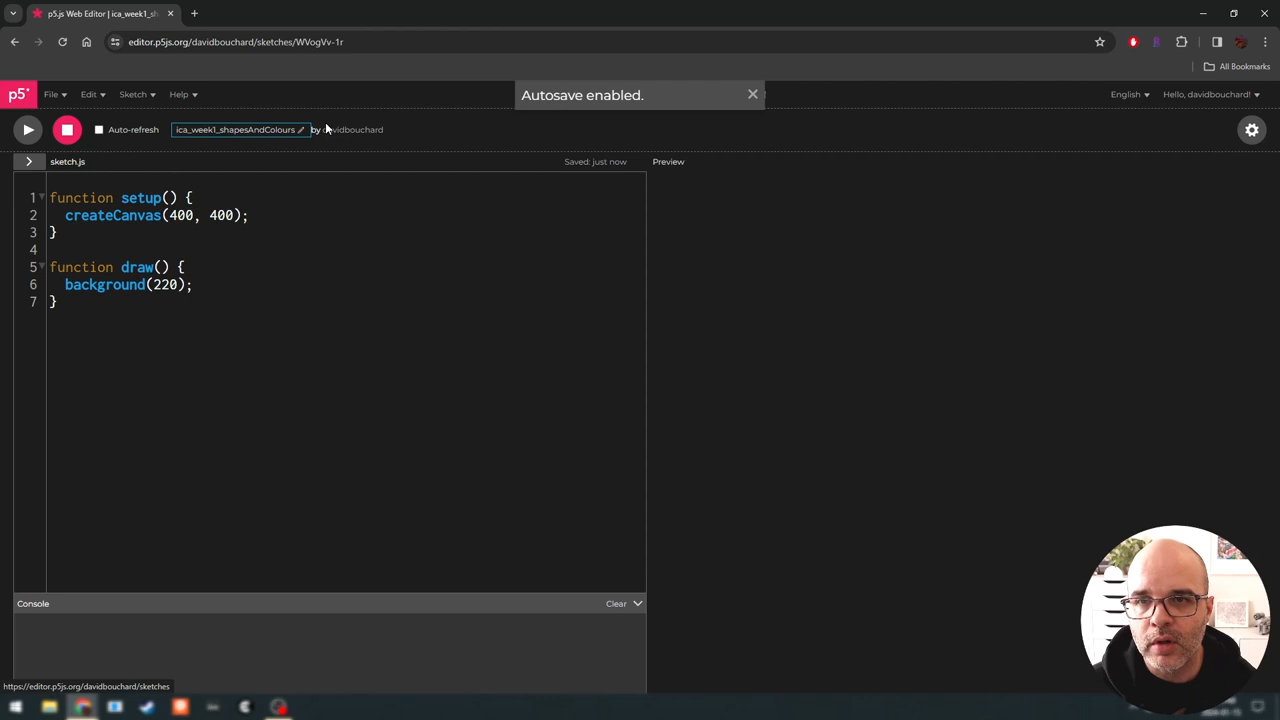 p5.js Web Editor | ica_week1_sh
editor.p5js.org/davidbouchard/sketches/WVogVv-1r
All Bookmarks
p5* File Edit Sketch Help
Autosave enabled.
English Hello, davidbouchard!
Auto-refresh ica_week1_shapesAndColours by davidbouchard
sketch.js Saved: just now Preview
1 function setup() {
2 createCanvas(400, 400);
3 }
4
5 function draw() {
6 background(220);
7 }
Console Clear
https://editor.p5js.org/davidbouchard/sketches